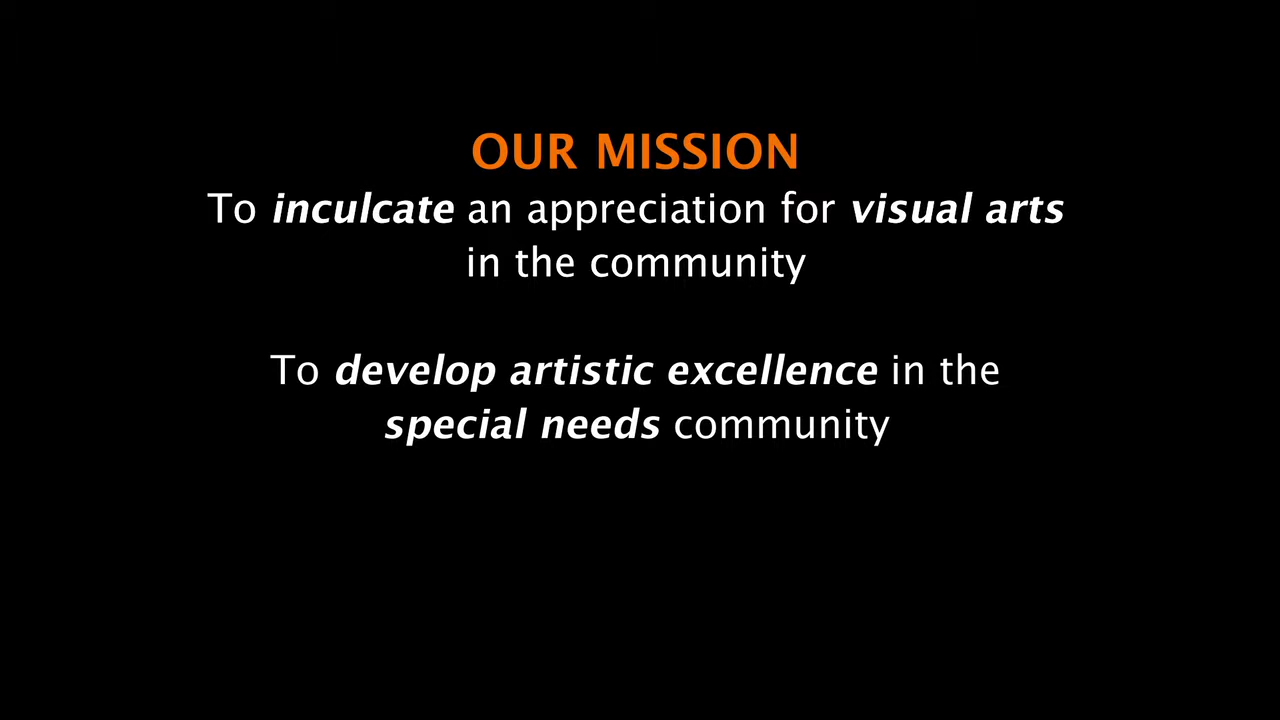 OUR MISSION
To inculcate an appreciation for visual arts
in the community
To develop artistic excellence in the
special needs community